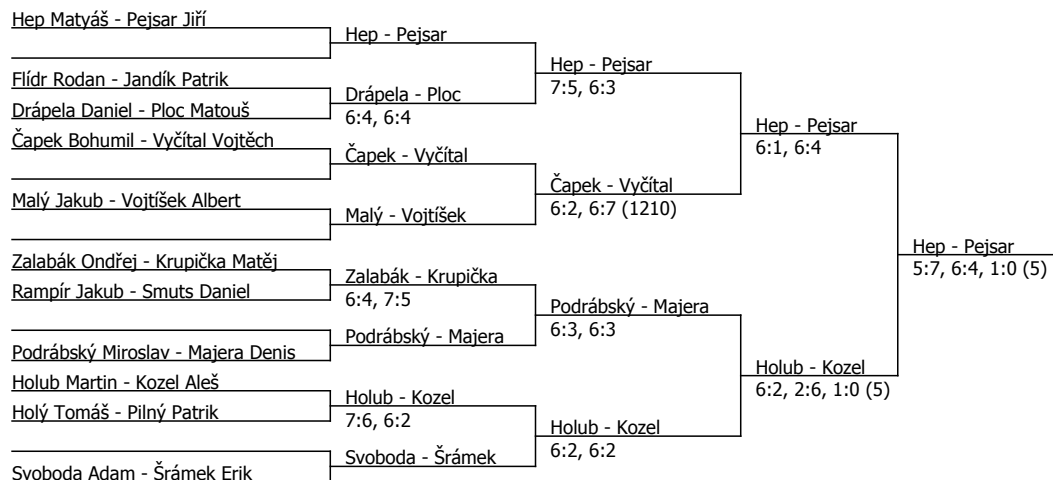 Hep Matyáš - Pejsar Jiří
Flídr Rodan - Jandík Patrik
Drápela Daniel - Ploc Matouš
Čapek Bohumil - Vyčítal Vojtěch
Malý Jakub - Vojtíšek Albert
Zalabák Ondřej - Krupička Matěj
Rampír Jakub - Smuts Daniel
Podrábský Miroslav - Majera Denis
Holub Martin - Kozel Aleš
Holý Tomáš - Pilný Patrik
Svoboda Adam - Šrámek Erik
Hep - Pejsar
Drápela - Ploc
6:4, 6:4
Čapek - Vyčítal
Malý - Vojtíšek
Zalabák - Krupička
6:4, 7:5
Podrábský - Majera
Holub - Kozel
7:6, 6:2
Svoboda - Šrámek
Hep - Pejsar
7:5, 6:3
Čapek - Vyčítal
6:2, 6:7 (1210)
Podrábský - Majera
6:3, 6:3
Holub - Kozel
6:2, 6:2
Hep - Pejsar
6:1, 6:4
Holub - Kozel
6:2, 2:6, 1:0 (5)
Hep - Pejsar
5:7, 6:4, 1:0 (5)